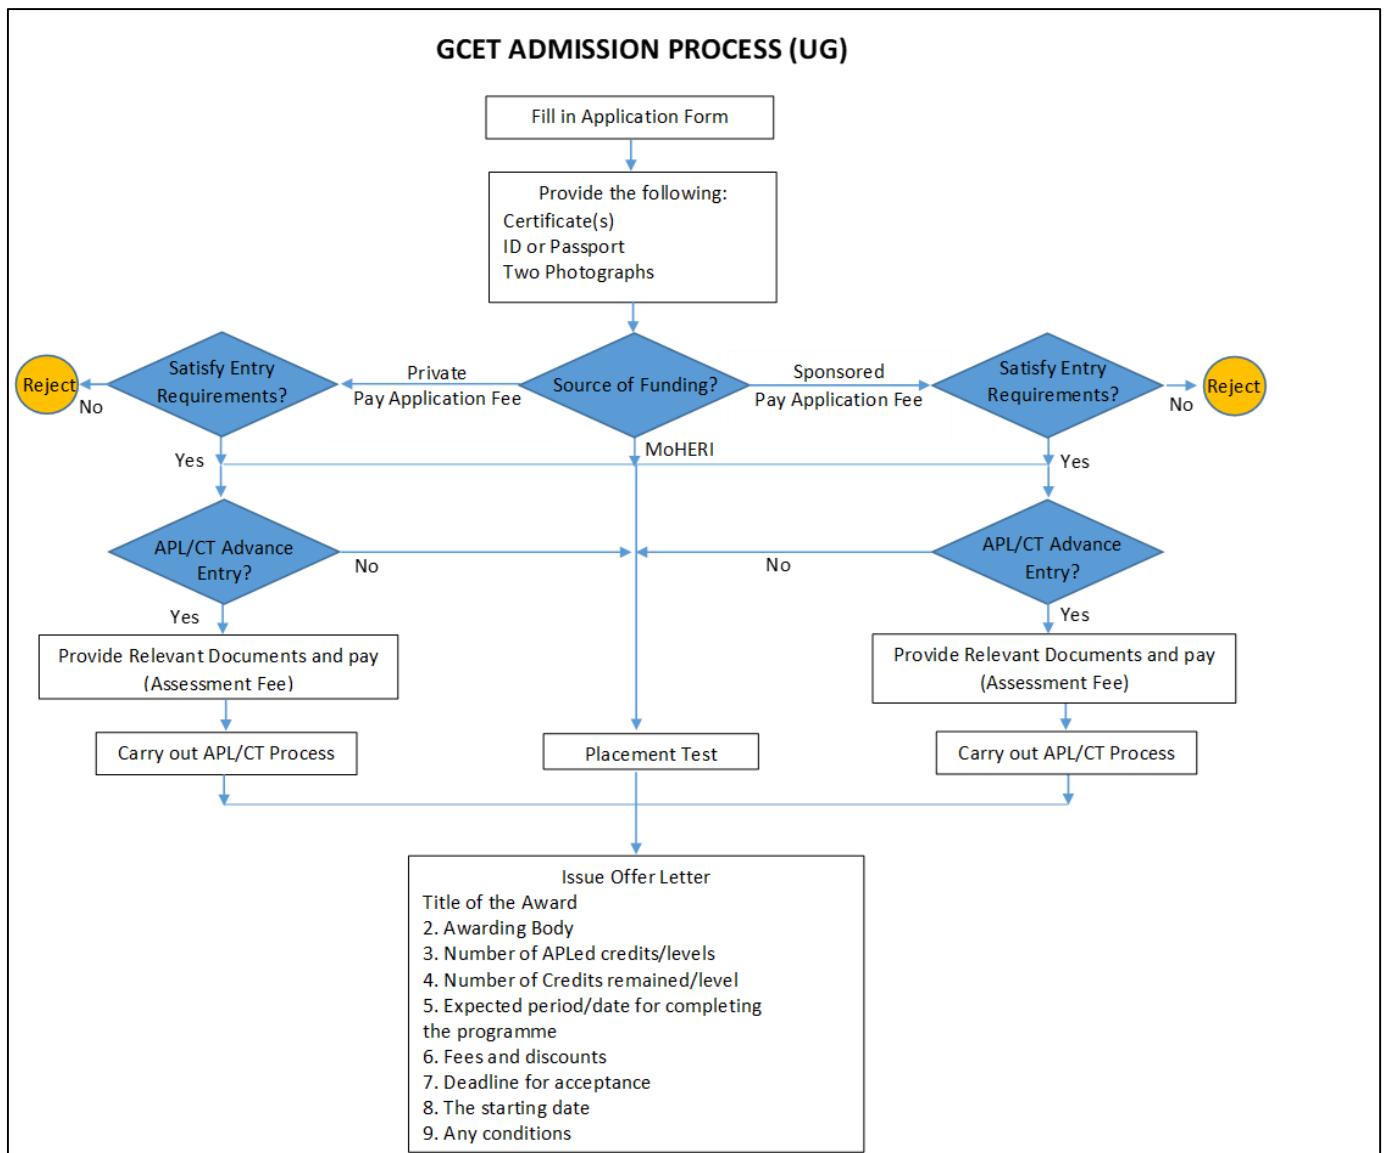 GCET ADMISSION PROCESS (UG)
Fill in Application Form
Provide the following:
Certificate(s)
ID or Passport
Two Photographs
Reject
No
Satisfy Entry
Requirements?
Private
Pay Application Fee
Source of Funding?
Sponsored
Pay Application Fee
Satisfy Entry
Requirements?
No
Reject
Yes
MoHERI
Yes
APL/CT Advance
Entry?
No
No
APL/CT Advance
Entry?
Yes
Yes
Provide Relevant Documents and pay
(Assessment Fee)
Provide Relevant Documents and pay
(Assessment Fee)
Carry out APL/CT Process
Placement Test
Carry out APL/CT Process
Issue Offer Letter
Title of the Award
2. Awarding Body
3. Number of APLed credits/levels
4. Number of Credits remained/level
5. Expected period/date for completing
the programme
6. Fees and discounts
7. Deadline for acceptance
8. The starting date
9. Any conditions